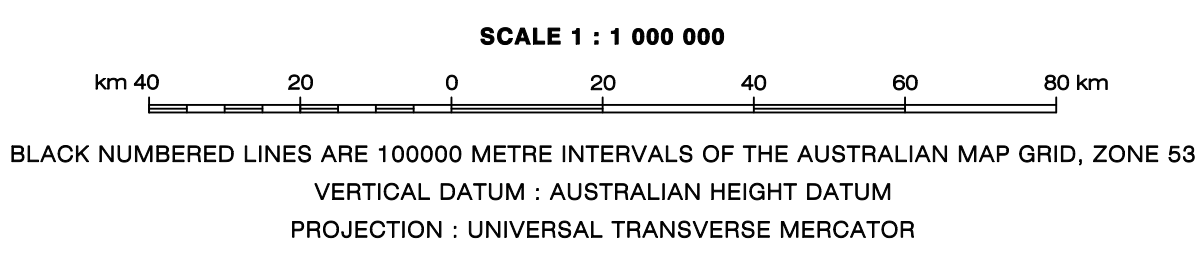 SCALE 1 : 1 000 000
km 40 20 0 20 40 60 80 km
BLACK NUMBERED LINES ARE 100000 METRE INTERVALS OF THE AUSTRALIAN MAP GRID, ZONE 53
VERTICAL DATUM : AUSTRALIAN HEIGHT DATUM
PROJECTION : UNIVERSAL TRANSVERSE MERCATOR